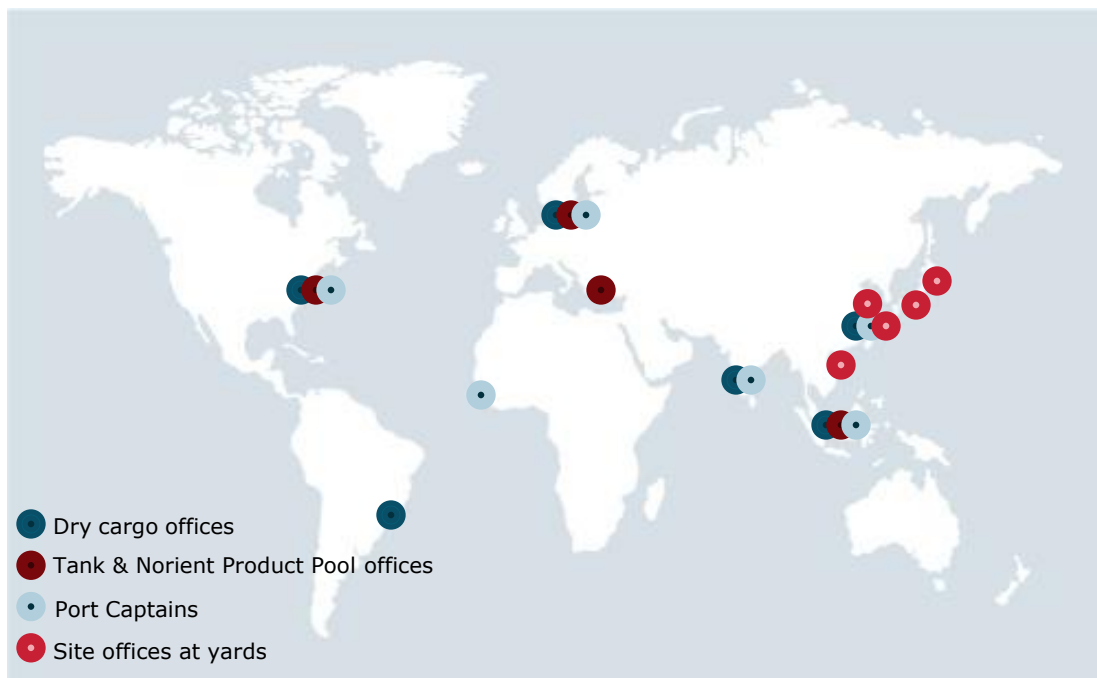 Dry cargo offices
Tank & Norient Product Pool offices
Port Captains
Site offices at yards